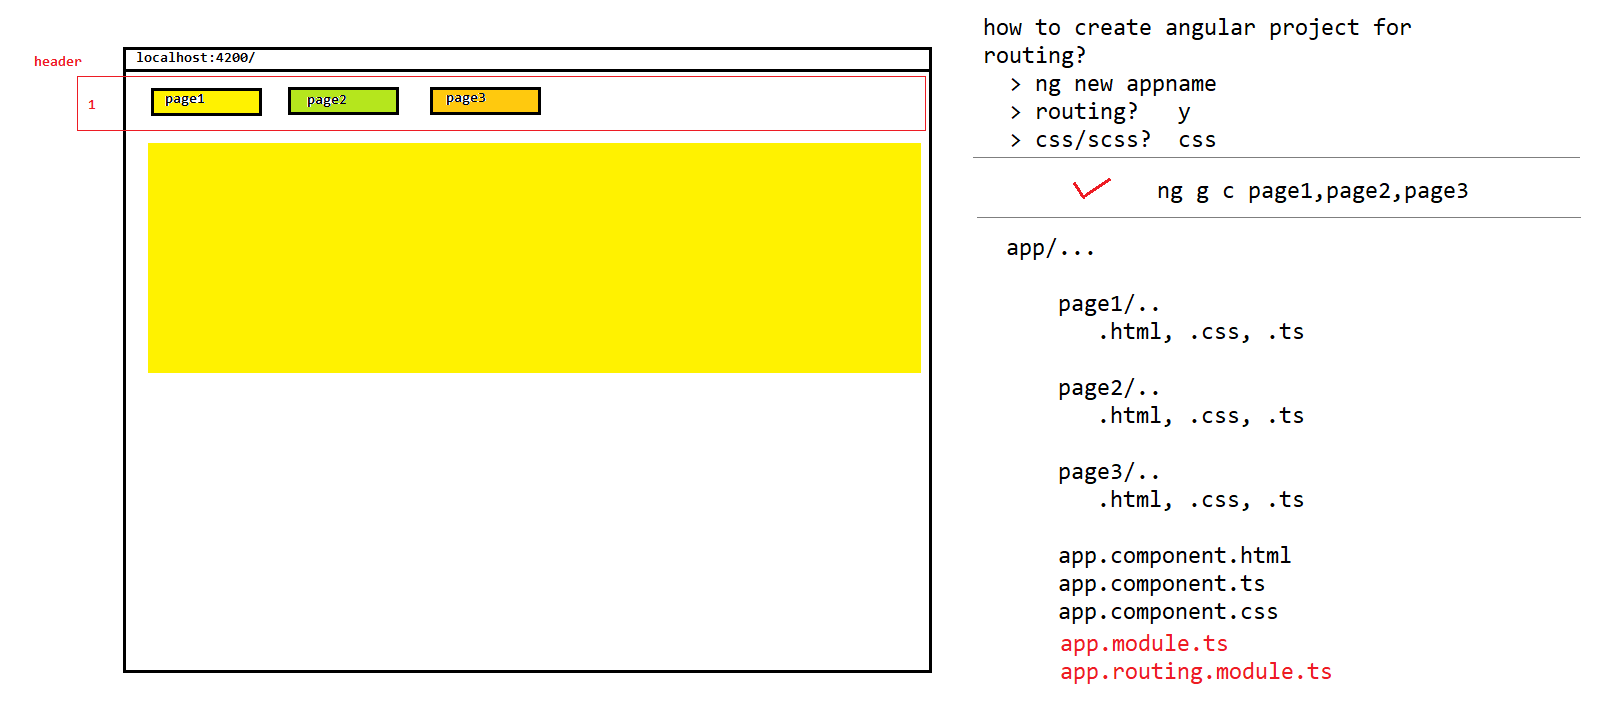 header
localhost:4200/
1
page1
page2
page3
how to create angular project for
routing?
> ng new appname
> routing? y
> css/scss? css
ng g c page1,page2,page3
app/...
page1/..
.html, .css, .ts
page2/..
.html, .css, .ts
page3/..
.html, .css, .ts
app.component.html
app.component.ts
app.component.css
app.module.ts
app.routing.module.ts